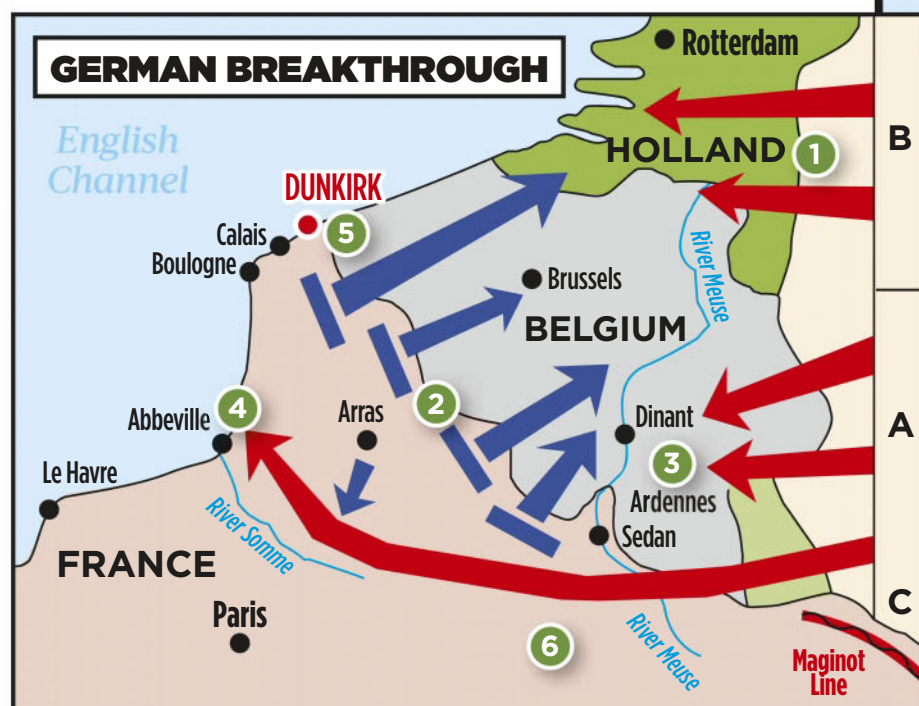 GERMAN BREAKTHROUGH
Rotterdam
English
Channel
B
HOLLAND
1
DUNKIRK
5
Calais
Boulogne
River Meuse
Brussels
BELGIUM
Abbeville
4
Arras
2
Dinant
A
3
Le Havre
Ardennes
River Somme
Sedan
FRANCE
C
Paris
6
River Meuse
Maginot
Line